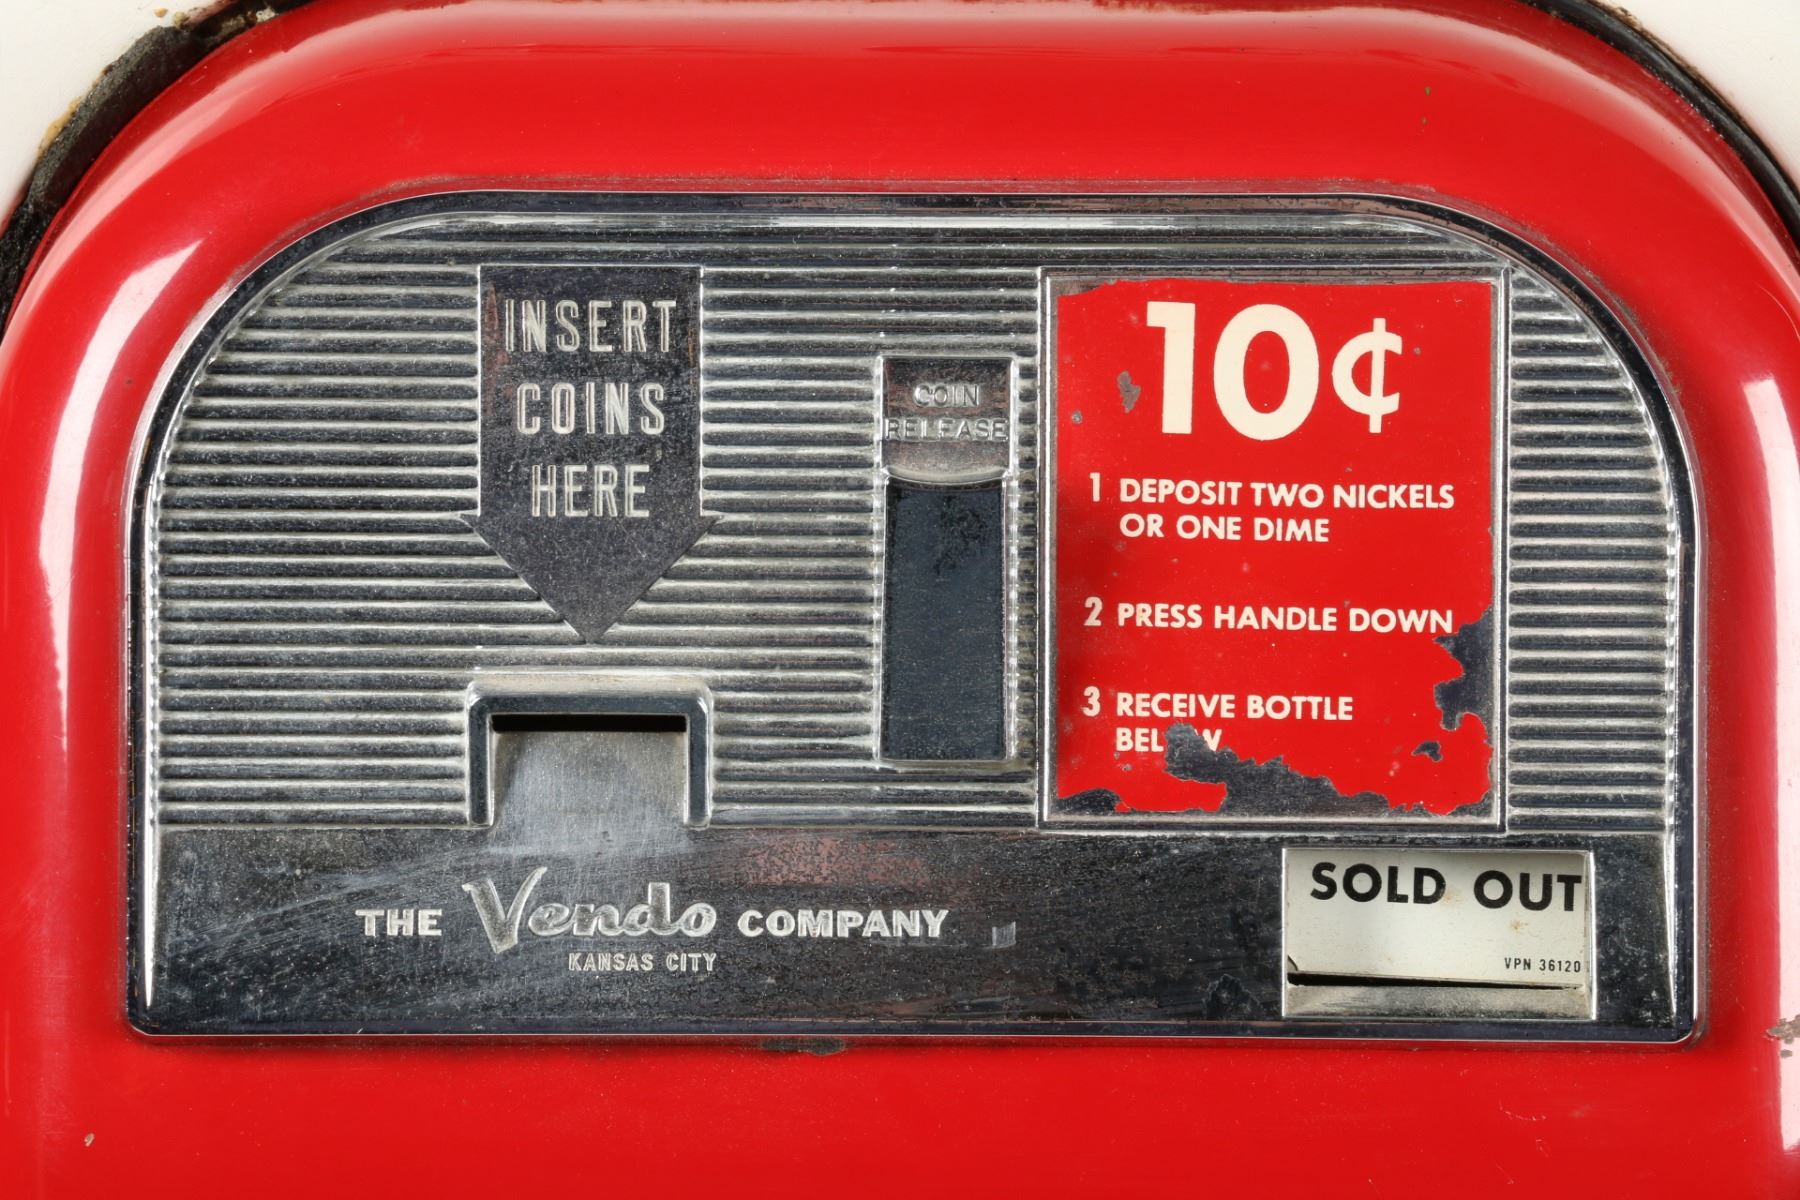 INSERT
COINS
HERE
COIN
RELEASE
10¢
1 DEPOSIT TWO NICKELS
OR ONE DIME
2 PRESS HANDLE DOWN
3 RECEIVE BOTTLE
BELOW
THE Vendo COMPANY
KANSAS CITY
SOLD OUT
VPN 36120